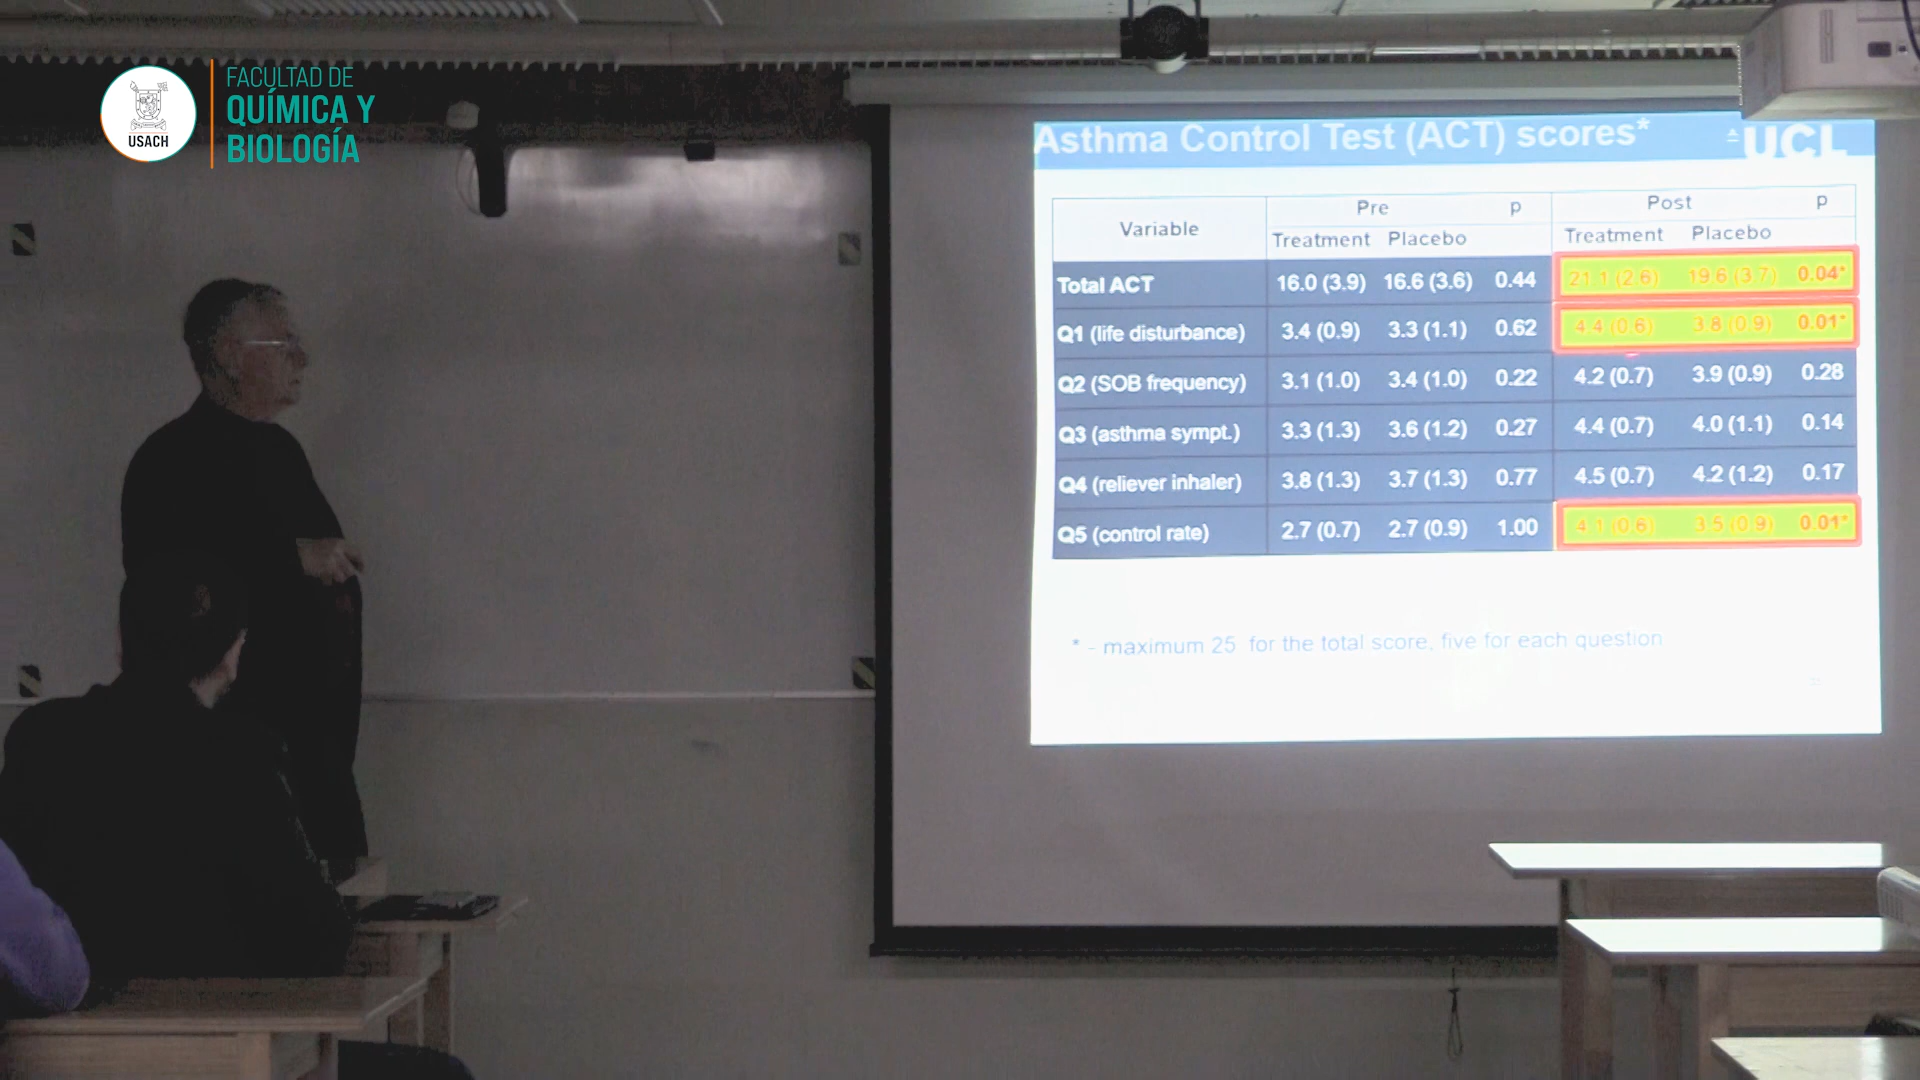 FACULTAD DE
QUÍMICA Y
BIOLOGÍA
USACH
Asthma Control Test (ACT) scores*
UCL
Variable Pre p Post p
Treatment Placebo Treatment Placebo
Total ACT 16.0 (3.9) 16.6 (3.6) 0.44 21.1 (2.6) 19.6 (3.7) 0.04*
Q1 (life disturbance) 3.4 (0.9) 3.3 (1.1) 0.62 4.4 (0.6) 3.8 (0.9) 0.01*
Q2 (SOB frequency) 3.1 (1.0) 3.4 (1.0) 0.22 4.2 (0.7) 3.9 (0.9) 0.28
Q3 (asthma sympt.) 3.3 (1.3) 3.6 (1.2) 0.27 4.4 (0.7) 4.0 (1.1) 0.14
Q4 (reliever inhaler) 3.8 (1.3) 3.7 (1.3) 0.77 4.5 (0.7) 4.2 (1.2) 0.17
Q5 (control rate) 2.7 (0.7) 2.7 (0.9) 1.00 4.1 (0.6) 3.5 (0.9) 0.01*
* - maximum 25 for the total score, five for each question